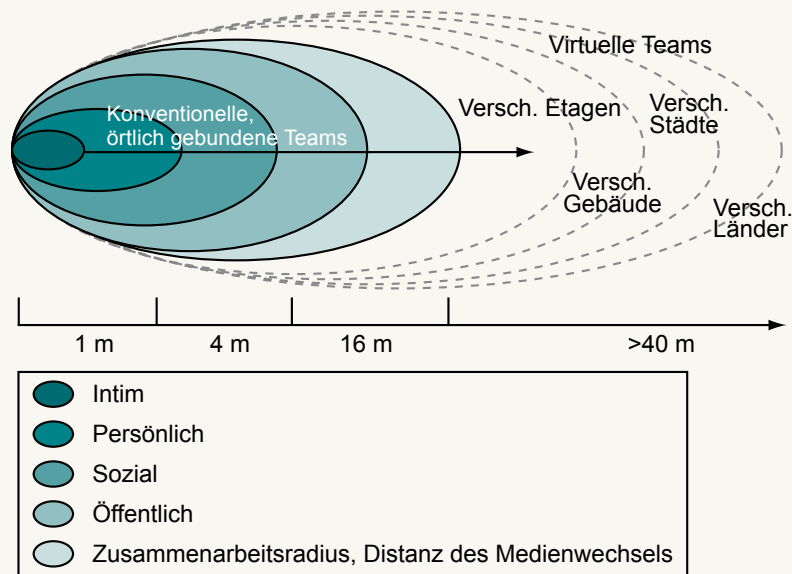 Virtuelle Teams
Konventionelle,
örtlich gebundene Teams
Versch. Etagen
Versch.
Städte
Versch.
Gebäude
Versch.
Länder
1 m
4 m
16 m
>40 m
Intim
Persönlich
Sozial
Öffentlich
Zusammenarbeitsradius, Distanz des Medienwechsels